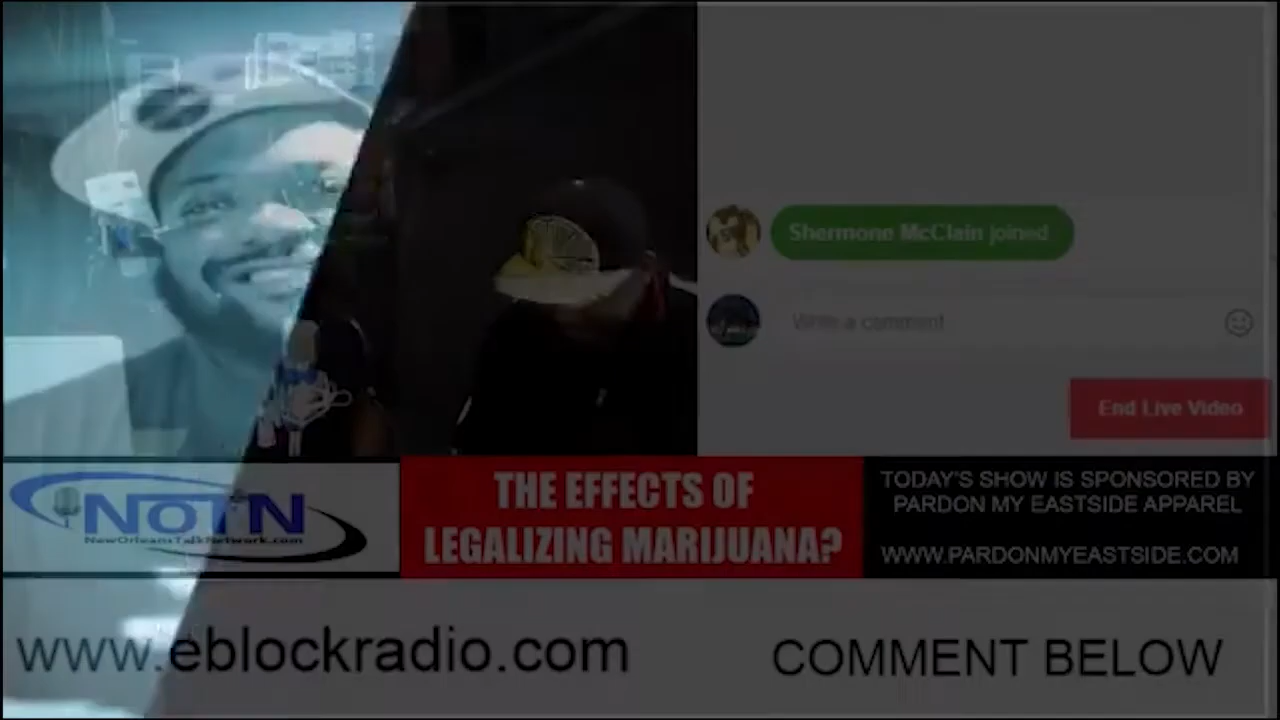 Shermone McClain joined
Write a comment
End Live Video
NOTN
NewOrleansTalkNetwork.com
THE EFFECTS OF
LEGALIZING MARIJUANA?
TODAY'S SHOW IS SPONSORED BY
PARDON MY EASTSIDE APPAREL
WWW.PARDONMYEASTSIDE.COM
www.eblockradio.com
COMMENT BELOW